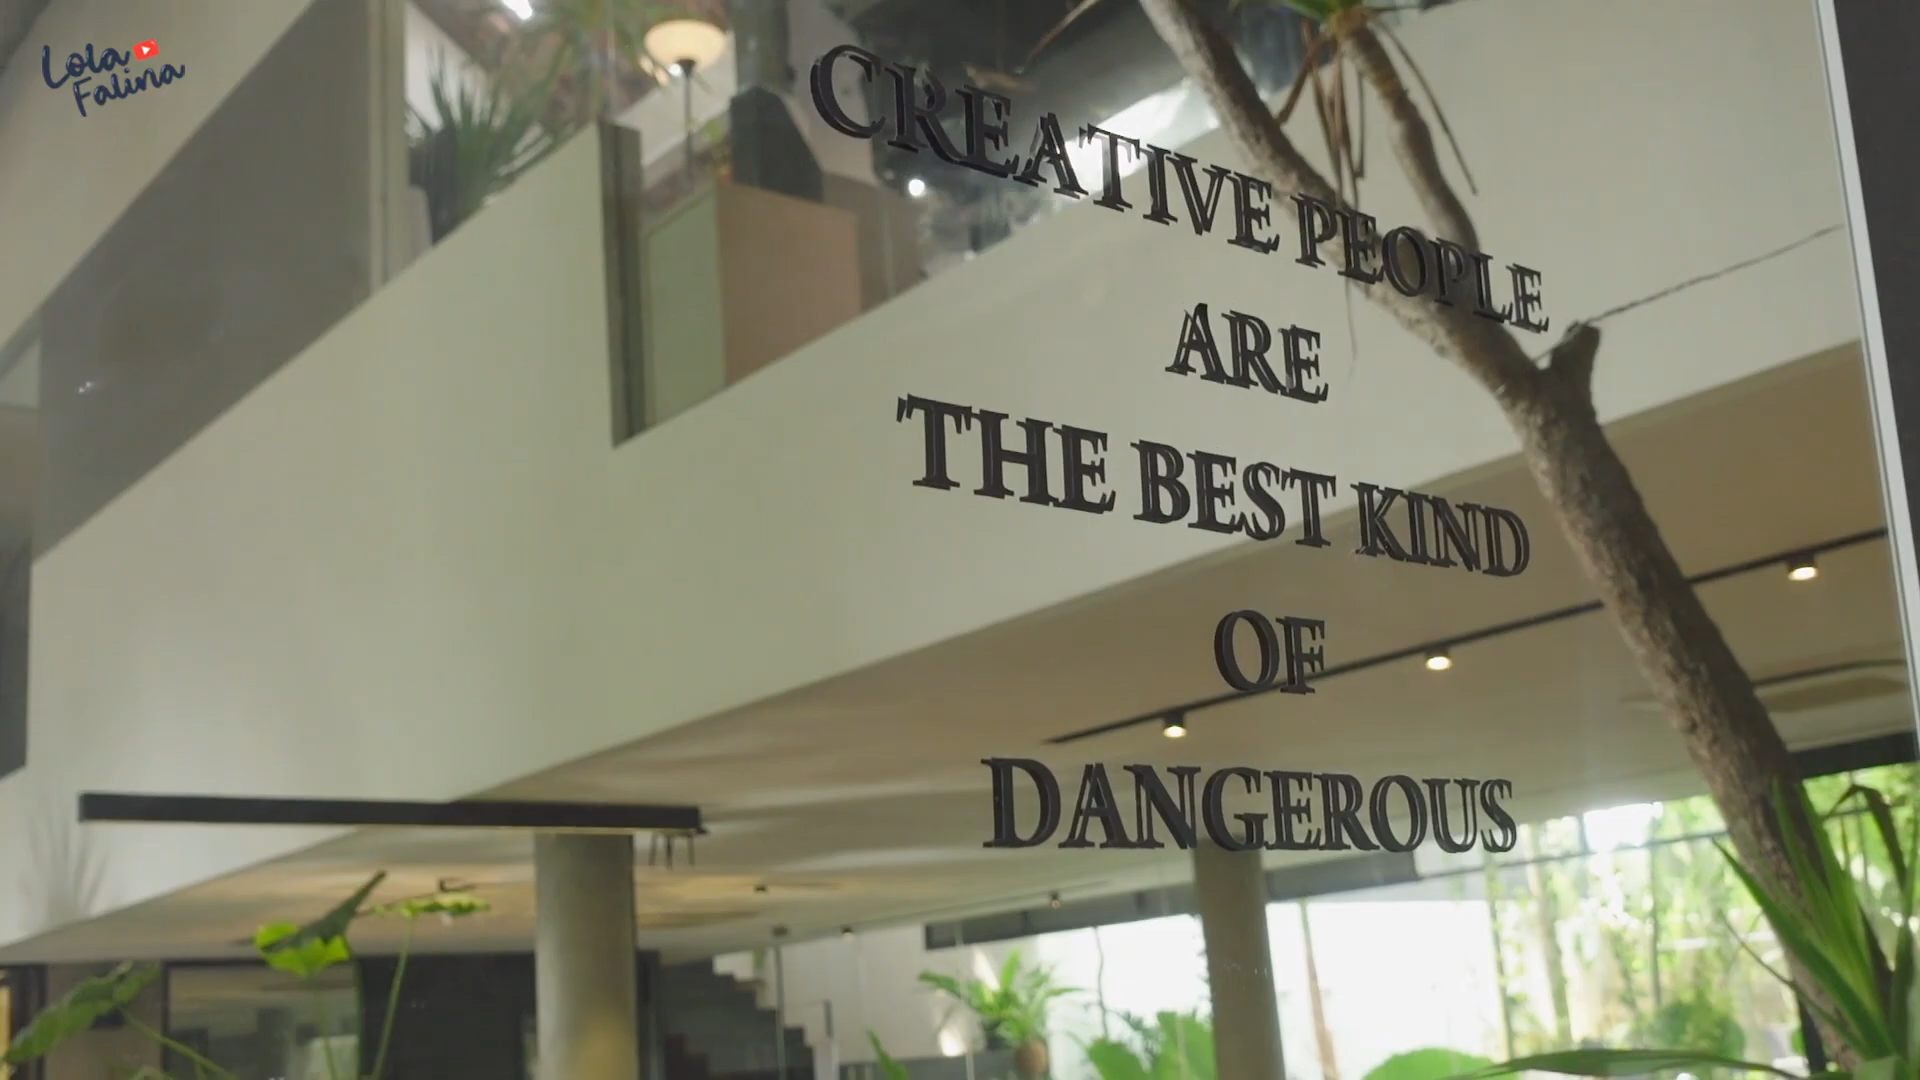 Lola
Falina
CREATIVE PEOPLE
ARE
THE BEST KIND
OF
DANGEROUS